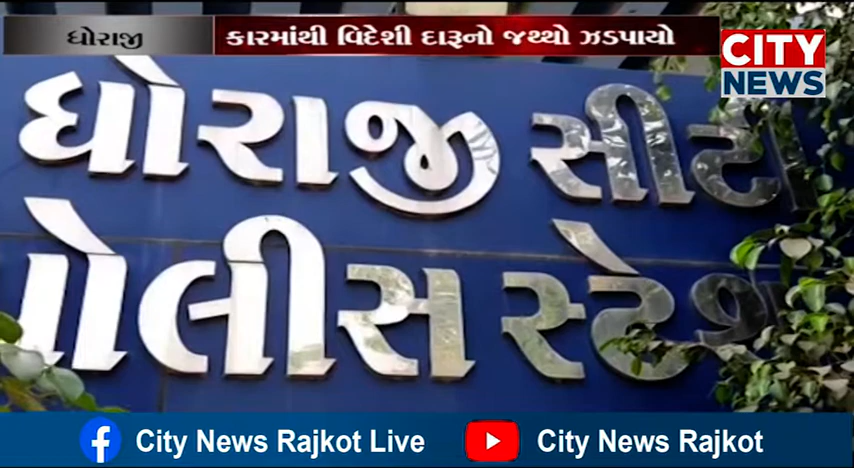 ધોરાજી
કારમાંથી વિદેશી દારૂનો જથ્થો ઝડપાયો
CITY
NEWS
ધોરાજી સીટી
પોલીસ સ્ટેશ
City News Rajkot Live
City News Rajkot